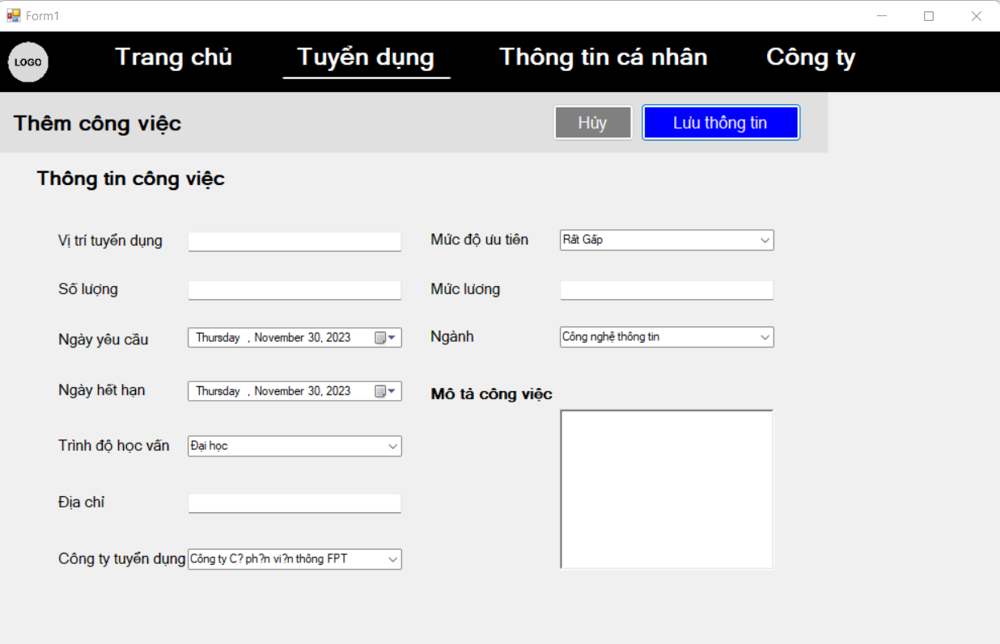 Form1
LOGO Trang chủ Tuyển dụng Thông tin cá nhân Công ty
Thêm công việc Hủy Lưu thông tin
Thông tin công việc
Vị trí tuyển dụng Mức độ ưu tiên Rất Gấp
Số lượng Mức lương
Ngày yêu cầu Thursday , November 30, 2023 Ngành Công nghệ thông tin
Ngày hết hạn Thursday , November 30, 2023 Mô tả công việc
Trình độ học vấn Đại học
Địa chỉ
Công ty tuyển dụng Công ty C? ph?n vi?n thông FPT